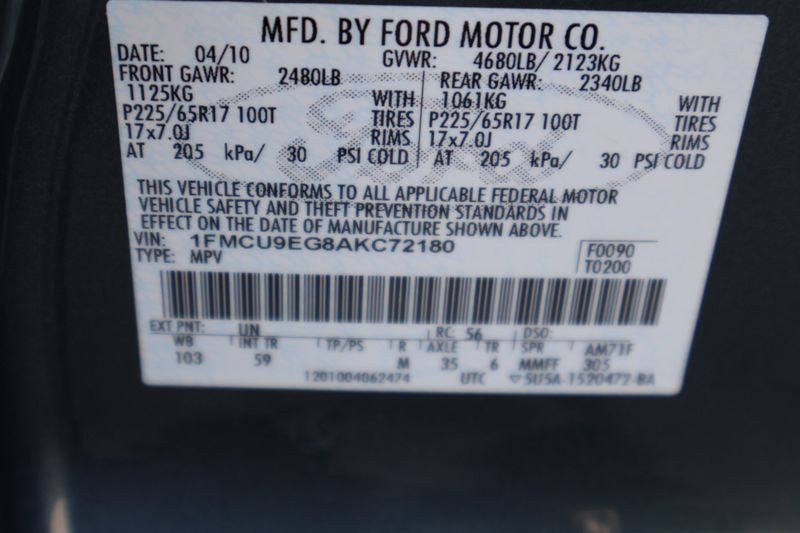 MFD. BY FORD MOTOR CO.
DATE: 04/10 GVWR: 4680LB/ 2123KG
FRONT GAWR: 2480LB REAR GAWR: 2340LB
1125KG WITH 1061KG WITH
P225/65R17 100T TIRES P225/65R17 100T TIRES
17x7.0J RIMS 17x7.0J RIMS
AT 205 kPa/ 30 PSI COLD AT 205 kPa/ 30 PSI COLD
Ford
THIS VEHICLE CONFORMS TO ALL APPLICABLE FEDERAL MOTOR
VEHICLE SAFETY AND THEFT PREVENTION STANDARDS IN
EFFECT ON THE DATE OF MANUFACTURE SHOWN ABOVE.
VIN: 1FMCU9EG8AKC72180 F0090
TYPE: MPV T0200
EXT PNT: UN RC: 56 DSO:
WB INT TR TP/PS R AXLE TR SPR AM71F
103 59 M 35 6 MMFF 305
1201004062474 UTC 5U5A-1520472-BA